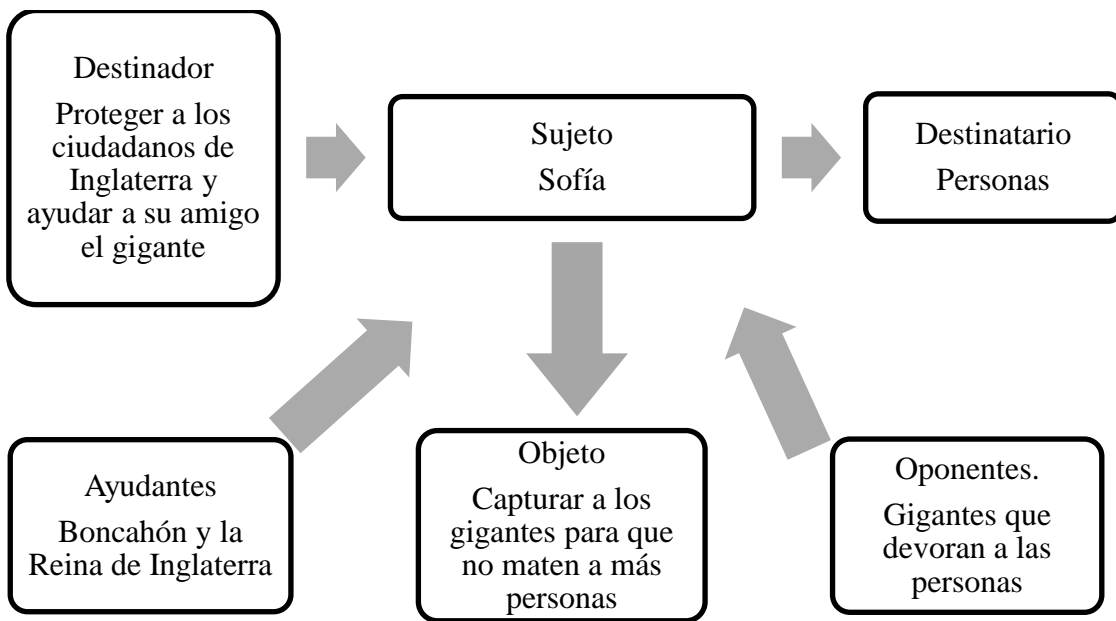 Destinador
Proteger a los
ciudadanos de
Inglaterra y
ayudar a su amigo
el gigante
Sujeto
Sofía
Destinatario
Personas
Ayudantes
Boncahón y la
Reina de Inglaterra
Objeto
Capturar a los
gigantes para que
no maten a más
personas
Oponentes.
Gigantes que
devoran a las
personas